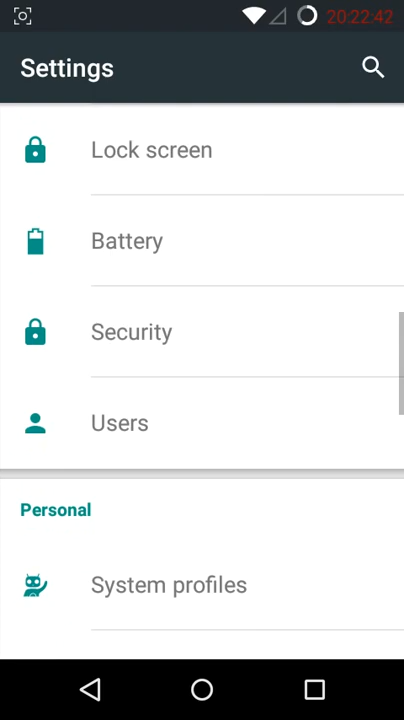 20:22:42
Settings
Lock screen
Battery
Security
Users
Personal
System profiles